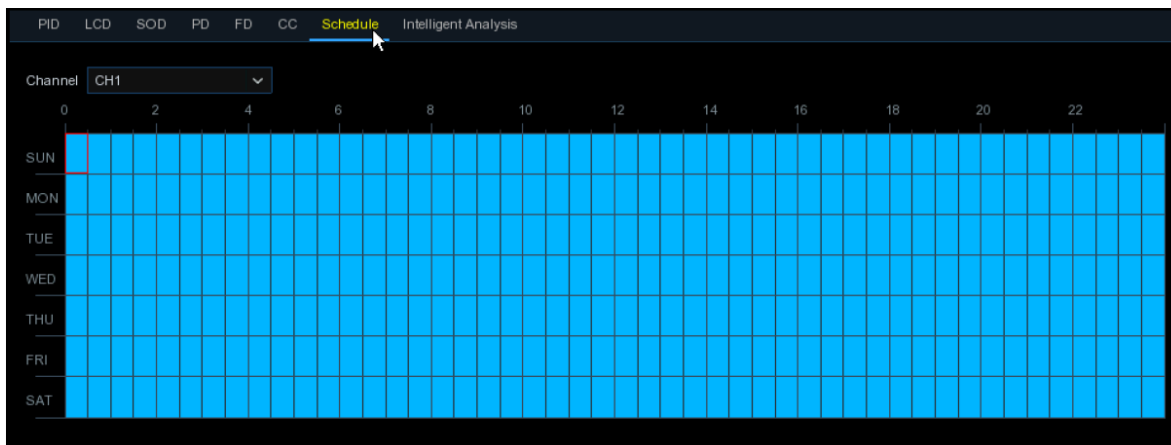 PID LCD SOD PD FD CC Schedule Intelligent Analysis
Channel CH1
0 2 4 6 8 10 12 14 16 18 20 22
SUN
MON
TUE
WED
THU
FRI
SAT